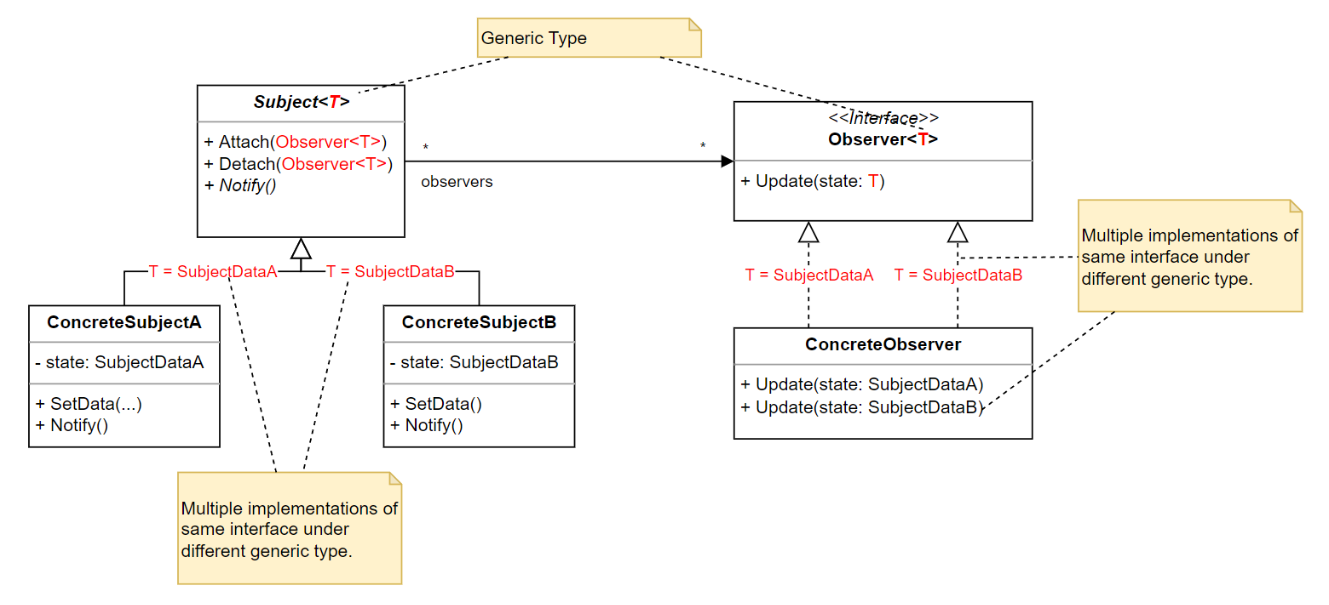 Generic Type
Subject<T>
+ Attach(Observer<T>)
+ Detach(Observer<T>)
+ Notify()
*
*
observers
<<Interface>>
Observer<T>
+ Update(state: T)
T = SubjectDataA
T = SubjectDataB
T = SubjectDataA
T = SubjectDataB
Multiple implementations of
same interface under
different generic type.
ConcreteSubjectA
- state: SubjectDataA
+ SetData(...)
+ Notify()
ConcreteSubjectB
- state: SubjectDataB
+ SetData()
+ Notify()
ConcreteObserver
+ Update(state: SubjectDataA)
+ Update(state: SubjectDataB)
Multiple implementations of
same interface under
different generic type.